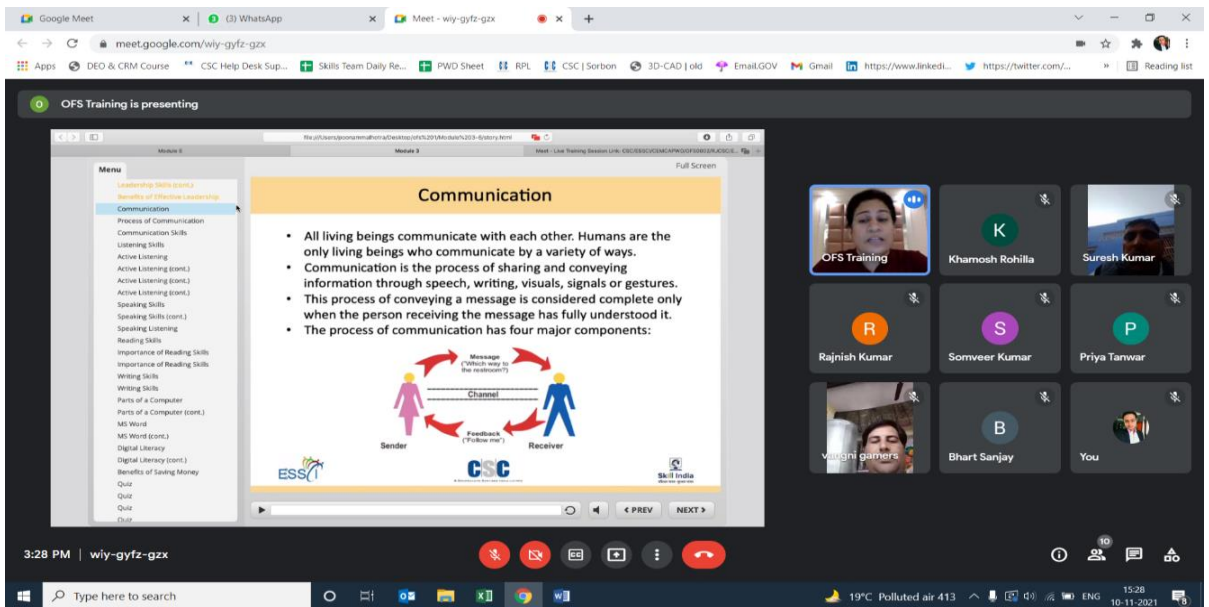 Google Meet
(3) WhatsApp
Meet - wiy-gyfz-gzx
meet.google.com/wiy-gyfz-gzx
Apps
DEO & CRM Course
CSC Help Desk Sup...
Skills Team Daily Re...
PWD Sheet
RPL
CSC | Sorbon
3D-CAD | old
Email.GOV
Gmail
https://www.linkedi...
https://twitter.com/...
Reading list
O OFS Training is presenting
Module 3
Menu
Full Screen
Leadership Skills (cont.)
Benefits of Effective Leadership
Communication
Process of Communication
Communication Skills
Listening Skills
Active Listening
Active Listening (cont.)
Active Listening (cont.)
Active Listening (cont.)
Speaking Skills
Speaking Skills (cont.)
Speaking Listening
Reading Skills
Importance of Reading Skills
Importance of Reading Skills
Writing Skills
Writing Skills
Parts of a Computer
Parts of a Computer (cont.)
MS Word
MS Word (cont.)
Digital Literacy
Digital Literacy (cont.)
Benefits of Saving Money
Quiz
Quiz
Quiz
Quiz
Communication
• All living beings communicate with each other. Humans are the
only living beings who communicate by a variety of ways.
• Communication is the process of sharing and conveying
information through speech, writing, visuals, signals or gestures.
• This process of conveying a message is considered complete only
when the person receiving the message has fully understood it.
• The process of communication has four major components:
Message
("Which way to
the restroom?")
Channel
Feedback
("Follow me")
Sender
Receiver
ESSCI
CSC
Skill India
PREV
NEXT
OFS Training
K
Khamosh Rohilla
Suresh Kumar
R
Rajnish Kumar
S
Somveer Kumar
P
Priya Tanwar
gamers
B
Bhart Sanjay
You
3:28 PM | wiy-gyfz-gzx
10
Type here to search
19°C Polluted air 413
ENG
15:28
10-11-2021